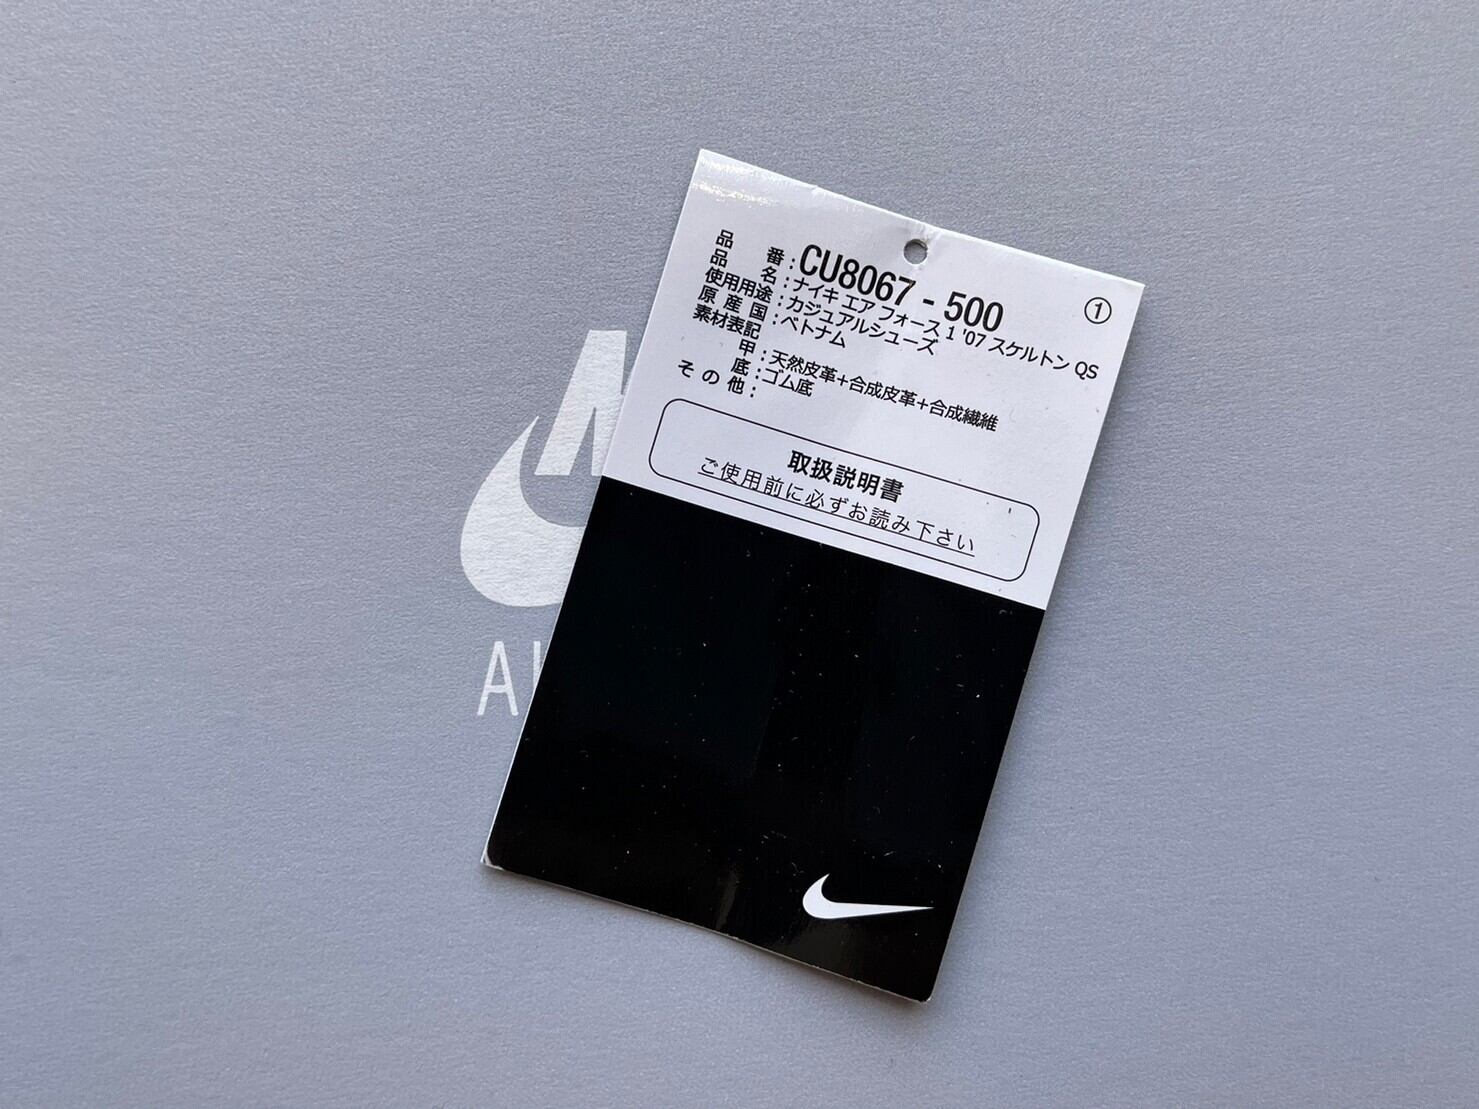 品番:CU8067-500
①
品名:ナイキ エア フォース 1 '07 スケルトン QS
使用用途:カジュアルシューズ
原産国:ベトナム
素材表記
甲:天然皮革+合成皮革+合成繊維
底:ゴム底
その他:
取扱説明書
ご使用前に必ずお読み下さい